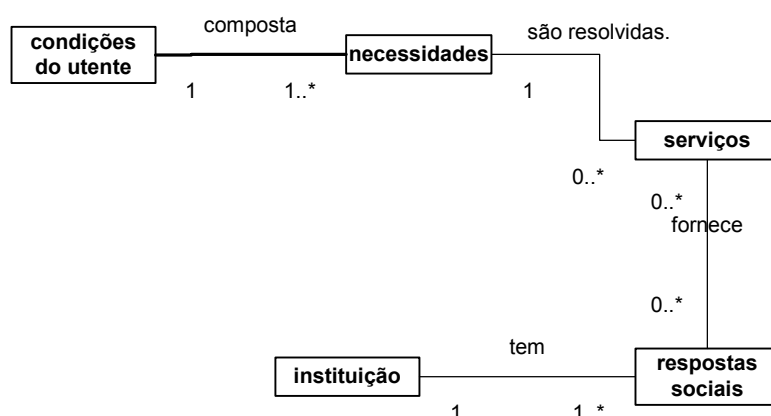 composta
condições
do utente
necessidades
são resolvidas.
1
1..*
1
serviços
0..*
0..*
fornece
0..*
tem
instituição
respostas
sociais
1
1..*